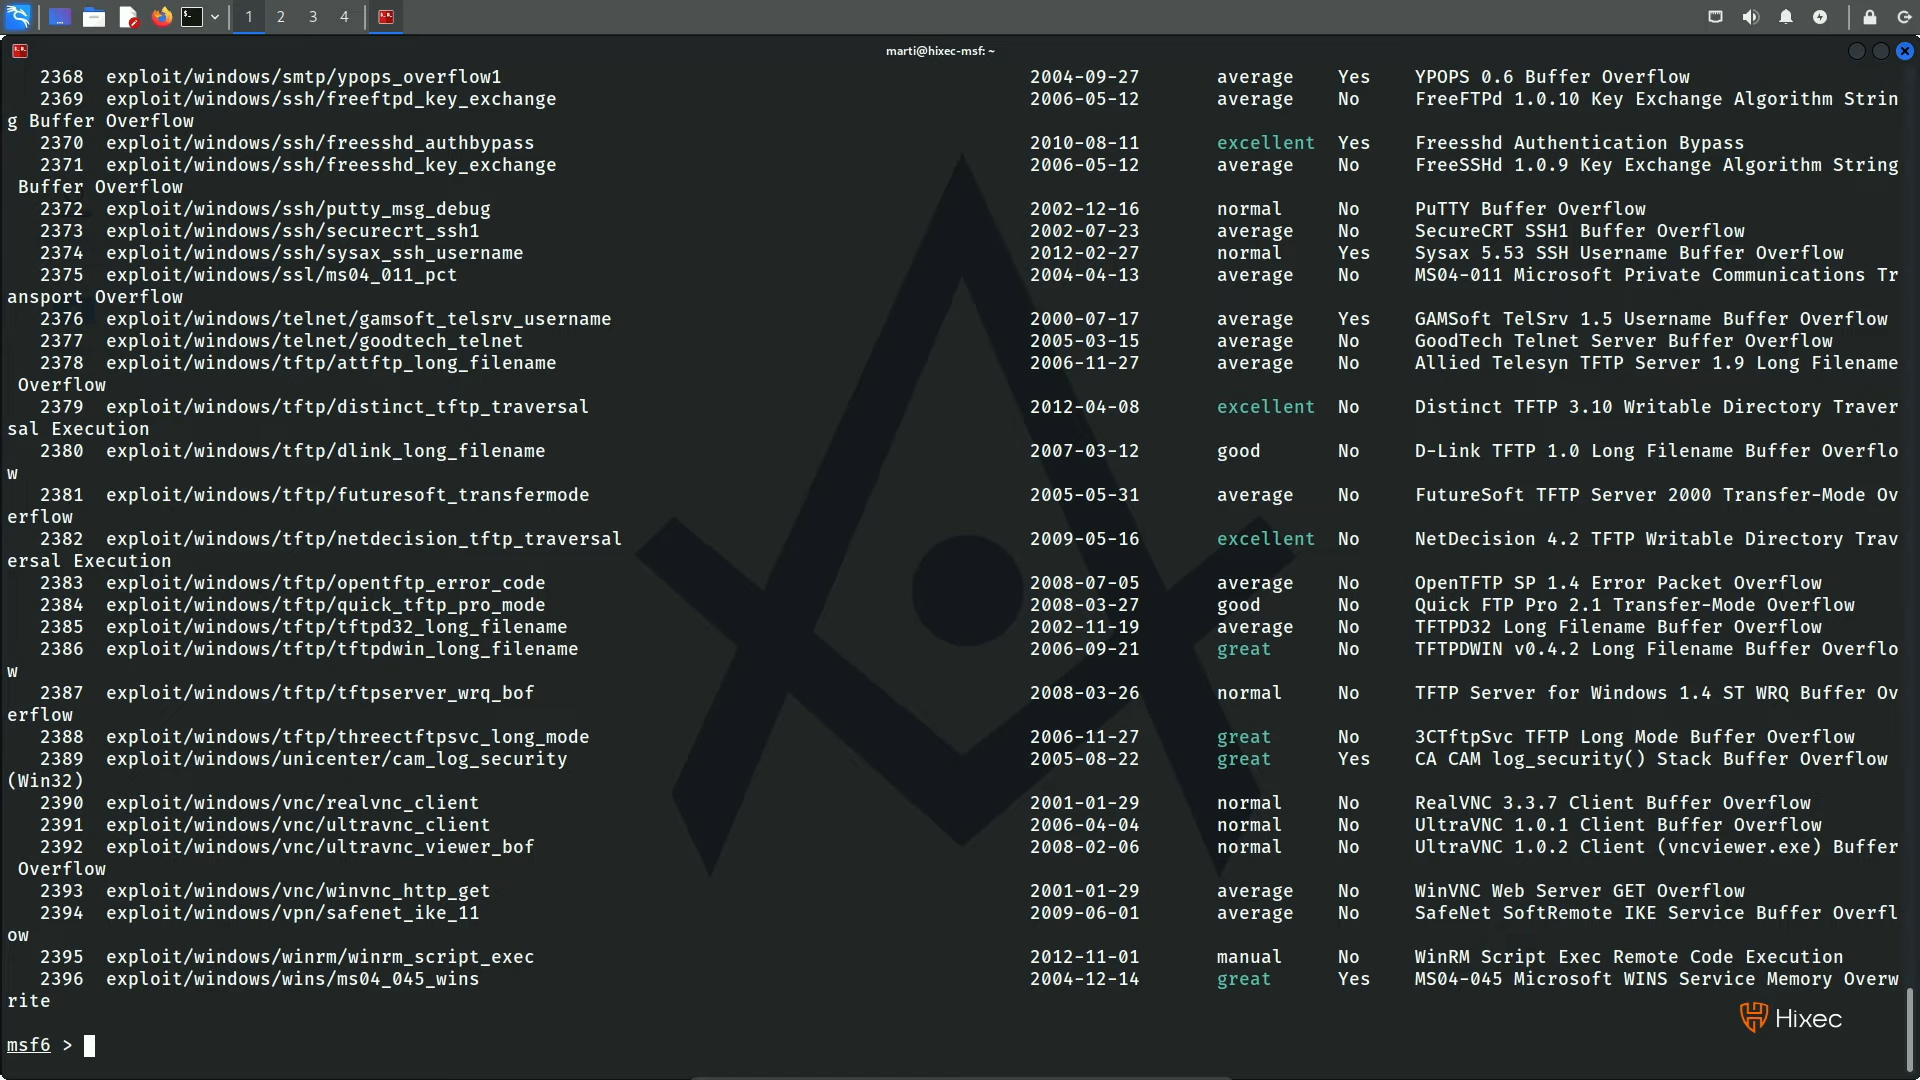 1 2 3 4
marti@hixec-msf: ~
2368 exploit/windows/smtp/ypops_overflow1 2004-09-27 average Yes YPOPS 0.6 Buffer Overflow
2369 exploit/windows/ssh/freeftpd_key_exchange 2006-05-12 average No FreeFTPd 1.0.10 Key Exchange Algorithm Strin
g Buffer Overflow
2370 exploit/windows/ssh/freesshd_authbypass 2010-08-11 excellent Yes Freesshd Authentication Bypass
2371 exploit/windows/ssh/freesshd_key_exchange 2006-05-12 average No FreeSSHd 1.0.9 Key Exchange Algorithm String
Buffer Overflow
2372 exploit/windows/ssh/putty_msg_debug 2002-12-16 normal No PuTTY Buffer Overflow
2373 exploit/windows/ssh/securecrt_ssh1 2002-07-23 average No SecureCRT SSH1 Buffer Overflow
2374 exploit/windows/ssh/sysax_ssh_username 2012-02-27 normal Yes Sysax 5.53 SSH Username Buffer Overflow
2375 exploit/windows/ssl/ms04_011_pct 2004-04-13 average No MS04-011 Microsoft Private Communications Tr
ansport Overflow
2376 exploit/windows/telnet/gamsoft_telsrv_username 2000-07-17 average Yes GAMSoft TelSrv 1.5 Username Buffer Overflow
2377 exploit/windows/telnet/goodtech_telnet 2005-03-15 average No GoodTech Telnet Server Buffer Overflow
2378 exploit/windows/tftp/attftp_long_filename 2006-11-27 average No Allied Telesyn TFTP Server 1.9 Long Filename
Overflow
2379 exploit/windows/tftp/distinct_tftp_traversal 2012-04-08 excellent No Distinct TFTP 3.10 Writable Directory Traver
sal Execution
2380 exploit/windows/tftp/dlink_long_filename 2007-03-12 good No D-Link TFTP 1.0 Long Filename Buffer Overflo
w
2381 exploit/windows/tftp/futuresoft_transfermode 2005-05-31 average No FutureSoft TFTP Server 2000 Transfer-Mode Ov
erflow
2382 exploit/windows/tftp/netdecision_tftp_traversal 2009-05-16 excellent No NetDecision 4.2 TFTP Writable Directory Trav
ersal Execution
2383 exploit/windows/tftp/opentftp_error_code 2008-07-05 average No OpenTFTP SP 1.4 Error Packet Overflow
2384 exploit/windows/tftp/quick_tftp_pro_mode 2008-03-27 good No Quick FTP Pro 2.1 Transfer-Mode Overflow
2385 exploit/windows/tftp/tftpd32_long_filename 2002-11-19 average No TFTPD32 Long Filename Buffer Overflow
2386 exploit/windows/tftp/tftpdwin_long_filename 2006-09-21 great No TFTPDWIN v0.4.2 Long Filename Buffer Overflo
w
2387 exploit/windows/tftp/tftpserver_wrq_bof 2008-03-26 normal No TFTP Server for Windows 1.4 ST WRQ Buffer Ov
erflow
2388 exploit/windows/tftp/threectftpsvc_long_mode 2006-11-27 great No 3CTftpSvc TFTP Long Mode Buffer Overflow
2389 exploit/windows/unicenter/cam_log_security 2005-08-22 great Yes CA CAM log_security() Stack Buffer Overflow
(Win32)
2390 exploit/windows/vnc/realvnc_client 2001-01-29 normal No RealVNC 3.3.7 Client Buffer Overflow
2391 exploit/windows/vnc/ultravnc_client 2006-04-04 normal No UltraVNC 1.0.1 Client Buffer Overflow
2392 exploit/windows/vnc/ultravnc_viewer_bof 2008-02-06 normal No UltraVNC 1.0.2 Client (vncviewer.exe) Buffer
Overflow
2393 exploit/windows/vnc/winvnc_http_get 2001-01-29 average No WinVNC Web Server GET Overflow
2394 exploit/windows/vpn/safenet_ike_11 2009-06-01 average No SafeNet SoftRemote IKE Service Buffer Overfl
ow
2395 exploit/windows/winrm/winrm_script_exec 2012-11-01 manual No WinRM Script Exec Remote Code Execution
2396 exploit/windows/wins/ms04_045_wins 2004-12-14 great Yes MS04-045 Microsoft WINS Service Memory Overw
rite
Hixec
msf6 >